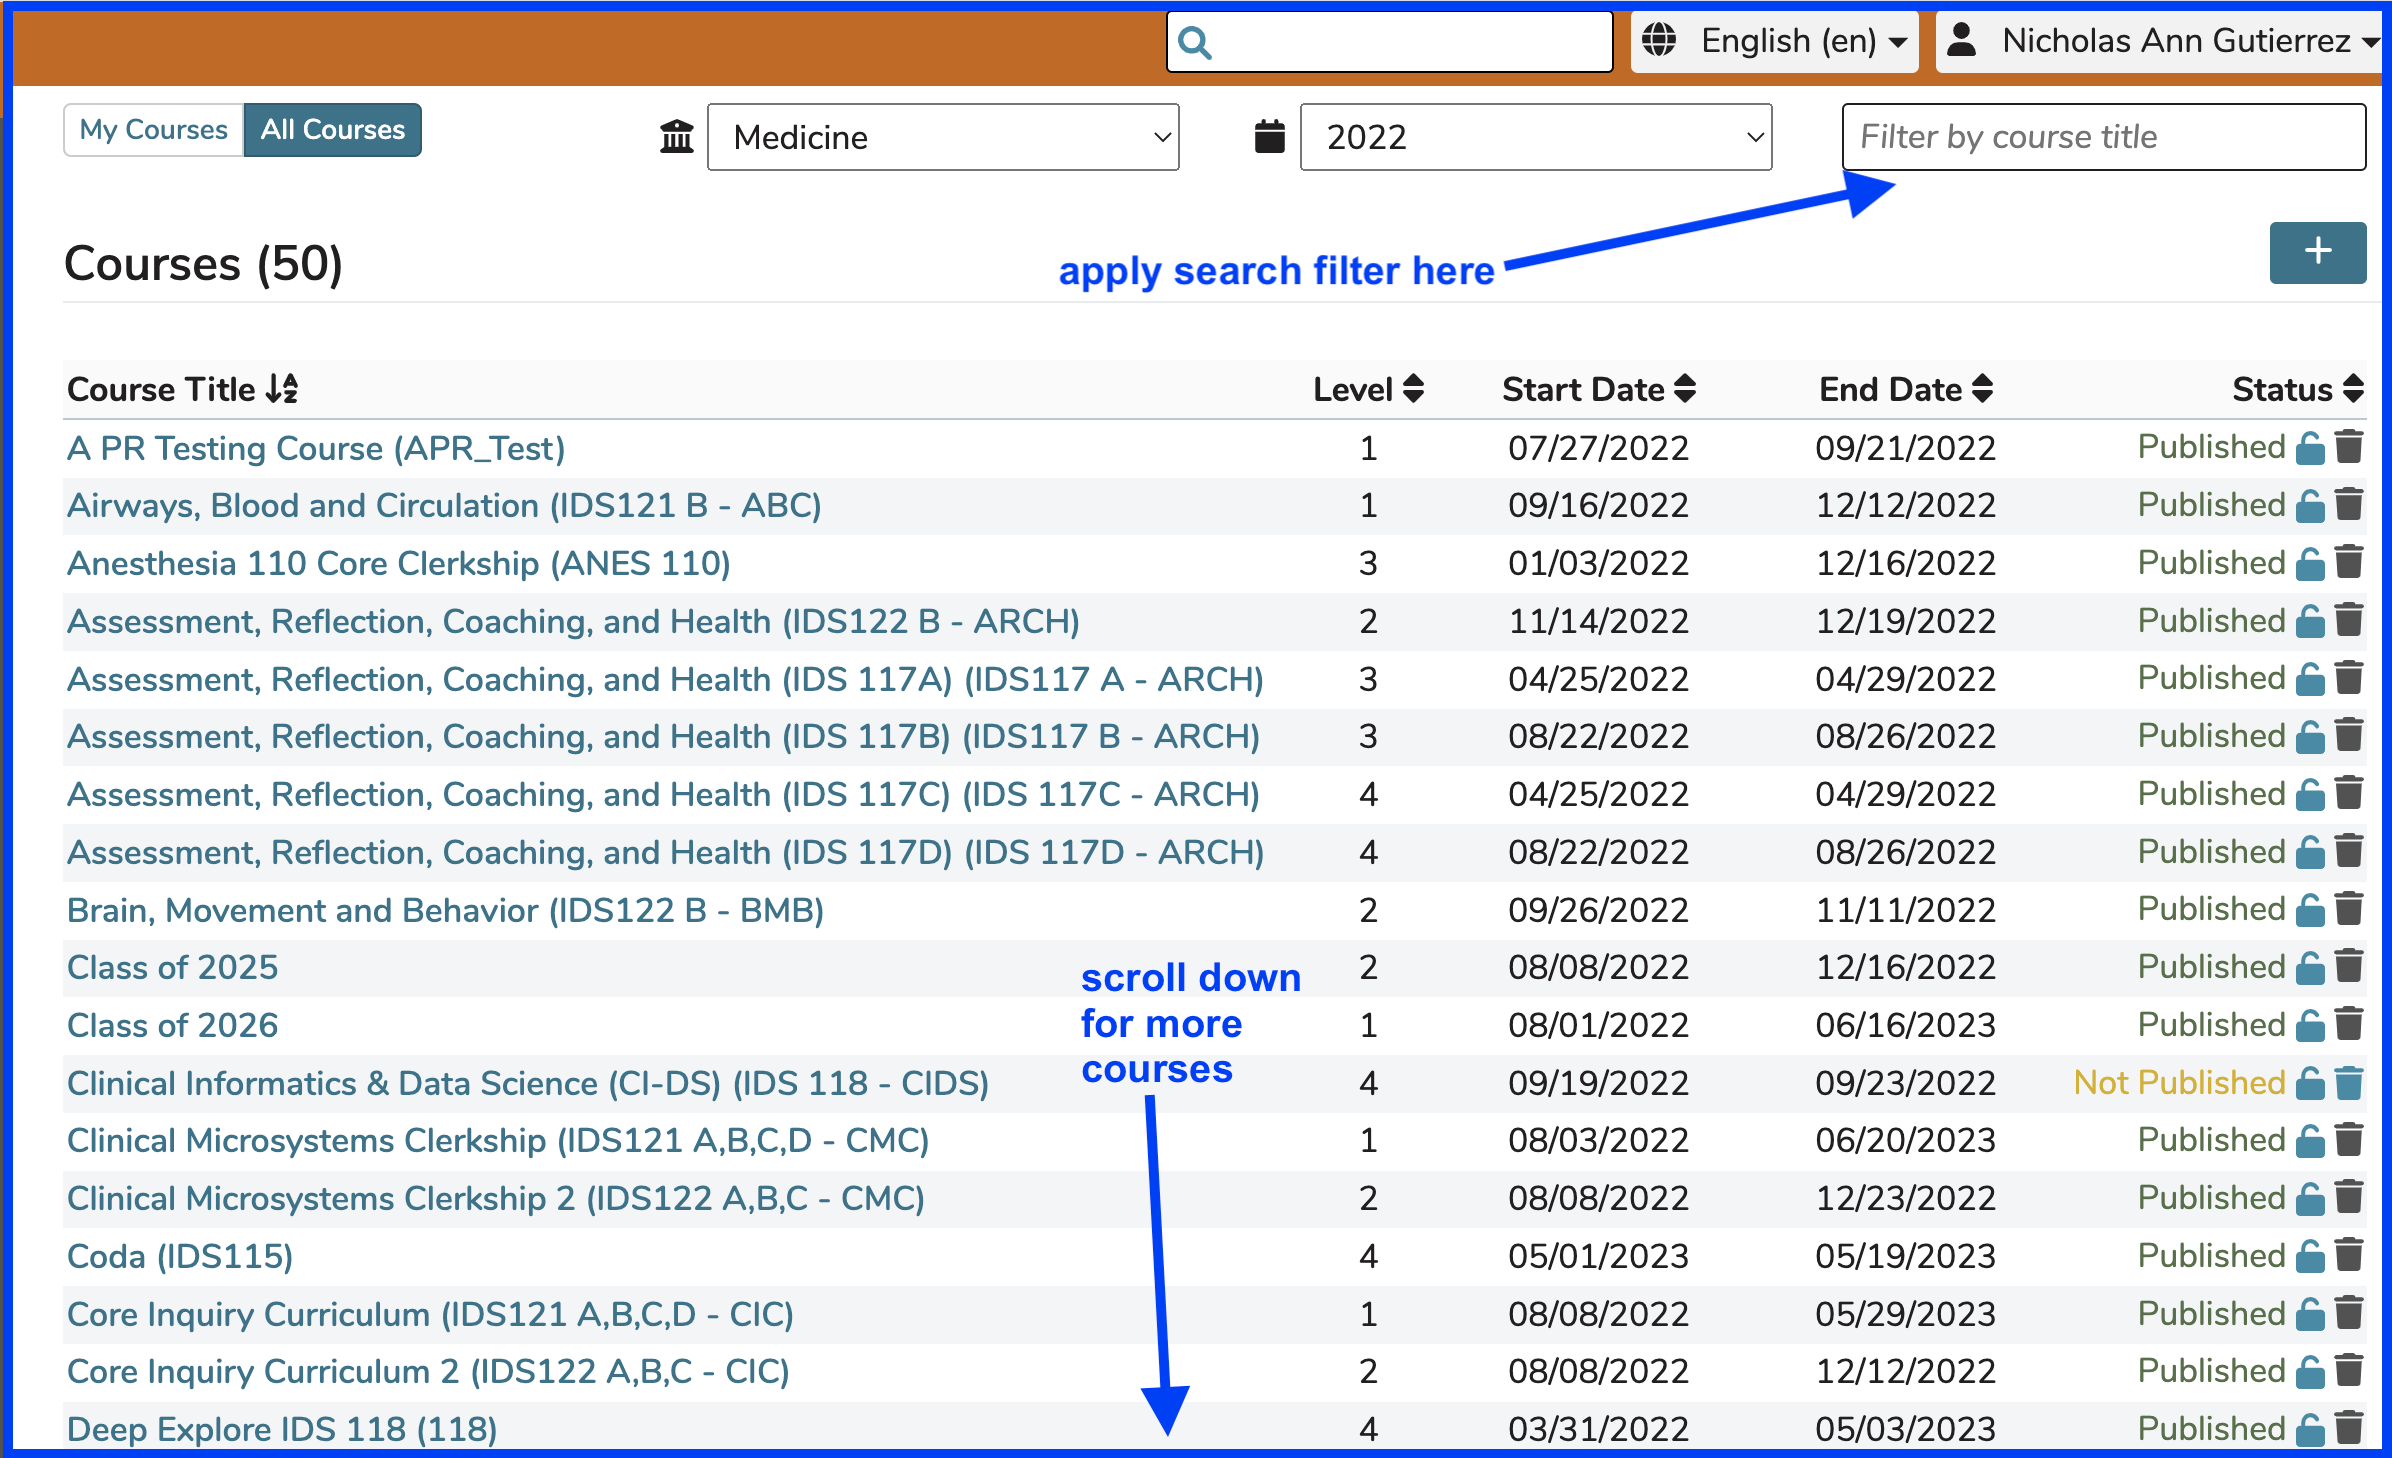 English (en)
Nicholas Ann Gutierrez
My Courses
All Courses
Medicine
2022
Filter by course title
Courses (50)
apply search filter here
+
Course Title Level Start Date End Date Status
A PR Testing Course (APR_Test) 1 07/27/2022 09/21/2022 Published
Airways, Blood and Circulation (IDS121 B - ABC) 1 09/16/2022 12/12/2022 Published
Anesthesia 110 Core Clerkship (ANES 110) 3 01/03/2022 12/16/2022 Published
Assessment, Reflection, Coaching, and Health (IDS122 B - ARCH) 2 11/14/2022 12/19/2022 Published
Assessment, Reflection, Coaching, and Health (IDS 117A) (IDS117 A - ARCH) 3 04/25/2022 04/29/2022 Published
Assessment, Reflection, Coaching, and Health (IDS 117B) (IDS117 B - ARCH) 3 08/22/2022 08/26/2022 Published
Assessment, Reflection, Coaching, and Health (IDS 117C) (IDS 117C - ARCH) 4 04/25/2022 04/29/2022 Published
Assessment, Reflection, Coaching, and Health (IDS 117D) (IDS 117D - ARCH) 4 08/22/2022 08/26/2022 Published
Brain, Movement and Behavior (IDS122 B - BMB) 2 09/26/2022 11/11/2022 Published
Class of 2025 2 08/08/2022 12/16/2022 Published
Class of 2026 1 08/01/2022 06/16/2023 Published
scroll down
for more
courses
Clinical Informatics & Data Science (CI-DS) (IDS 118 - CIDS) 4 09/19/2022 09/23/2022 Not Published
Clinical Microsystems Clerkship (IDS121 A,B,C,D - CMC) 1 08/03/2022 06/20/2023 Published
Clinical Microsystems Clerkship 2 (IDS122 A,B,C - CMC) 2 08/08/2022 12/23/2022 Published
Coda (IDS115) 4 05/01/2023 05/19/2023 Published
Core Inquiry Curriculum (IDS121 A,B,C,D - CIC) 1 08/08/2022 05/29/2023 Published
Core Inquiry Curriculum 2 (IDS122 A,B,C - CIC) 2 08/08/2022 12/12/2022 Published
Deep Explore IDS 118 (118) 4 03/31/2022 05/03/2023 Published